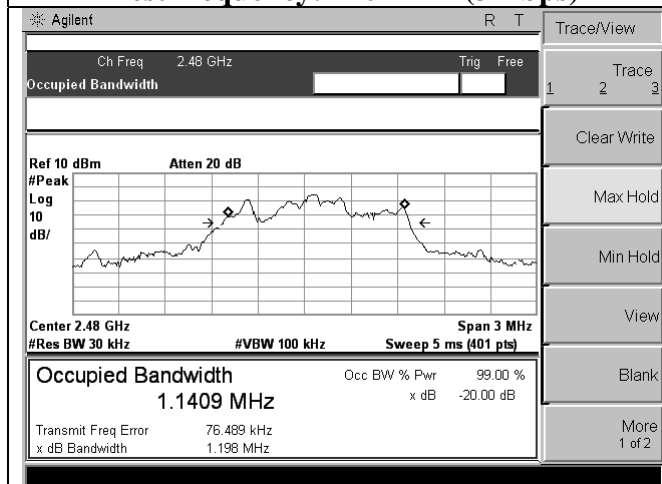 Agilent R T
Trace/View
Ch Freq 2.48 GHz Trig Free
Occupied Bandwidth
Trace
1 2 3
Clear Write
Max Hold
Min Hold
View
Blank
More
1 of 2
Ref 10 dBm Atten 20 dB
#Peak
Log
10
dB/
Center 2.48 GHz Span 3 MHz
#Res BW 30 kHz #VBW 100 kHz Sweep 5 ms (401 pts)
Occupied Bandwidth Occ BW % Pwr 99.00 %
1.1409 MHz x dB -20.00 dB
Transmit Freq Error 76.489 kHz
x dB Bandwidth 1.198 MHz